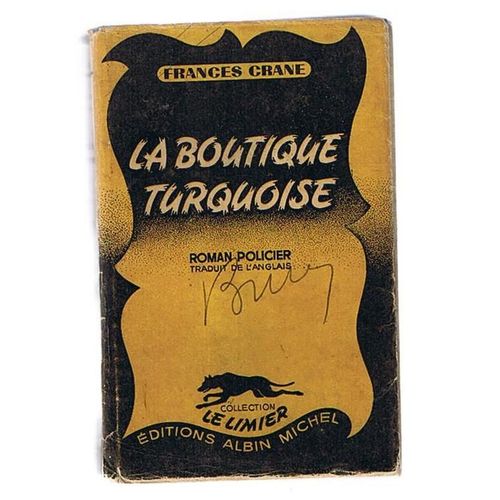 FRANCES CRANE
LA BOUTIQUE
TURQUOISE
ROMAN POLICIER
TRADUIT DE L'ANGLAIS
COLLECTION
LE LIMIER
ÉDITIONS ALBIN MICHEL